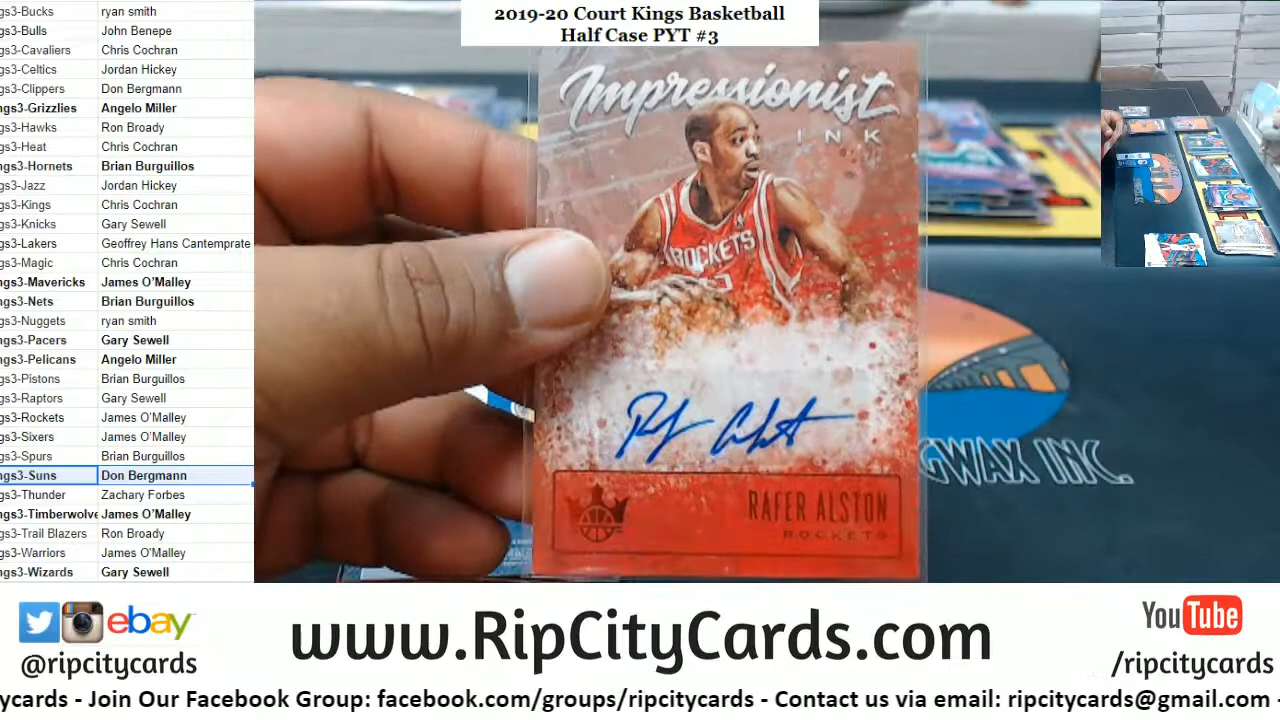 2019-20 Court Kings Basketball
Half Case PYT #3
gs3-Bucks ryan smith
gs3-Bulls John Benepe
gs3-Cavaliers Chris Cochran
gs3-Celtics Jordan Hickey
gs3-Clippers Don Bergmann
ngs3-Grizzlies Angelo Miller
gs3-Hawks Ron Broady
gs3-Heat Chris Cochran
ngs3-Hornets Brian Burguillos
gs3-Jazz Jordan Hickey
gs3-Kings Chris Cochran
gs3-Knicks Gary Sewell
gs3-Lakers Geoffrey Hans Cantemprate
gs3-Magic Chris Cochran
ngs3-Mavericks James O'Malley
ngs3-Nets Brian Burguillos
gs3-Nuggets ryan smith
ngs3-Pacers Gary Sewell
ngs3-Pelicans Angelo Miller
gs3-Pistons Brian Burguillos
gs3-Raptors Gary Sewell
gs3-Rockets James O'Malley
gs3-Sixers James O'Malley
gs3-Spurs Brian Burguillos
ngs3-Suns Don Bergmann
gs3-Thunder Zachary Forbes
ngs3-Timberwolve James O'Malley
gs3-Trail Blazers Ron Broady
gs3-Warriors James O'Malley
ngs3-Wizards Gary Sewell
Impressionist
INK
ROCKETS
RAFER ALSTON
ROCKETS
GWAX INC.
ebay
@ripcitycards
www.RipCityCards.com
YouTube
/ripcitycards
ycards - Join Our Facebook Group: facebook.com/groups/ripcitycards - Contact us via email: ripcitycards@gmail.com -